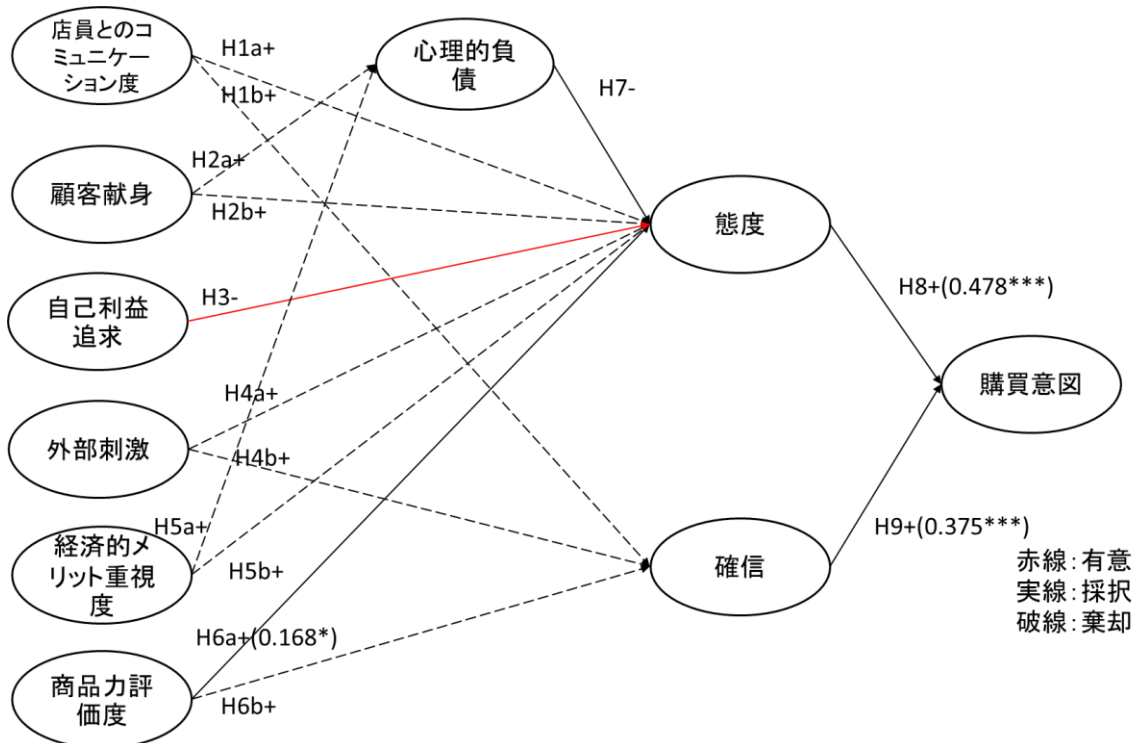 店員とのコ
ミュニケー
ション度
H1a+
H1b+
心理的負
債
H7-
顧客献身
H2a+
H2b+
態度
自己利益
追求
H3-
H8+(0.478***)
購買意図
外部刺激
H4a+
H4b+
経済的メ
リット重視
度
H5a+
H5b+
確信
H9+(0.375***)
赤線：有意
実線：採択
破線：棄却
商品力評
価度
H6a+(0.168*)
H6b+